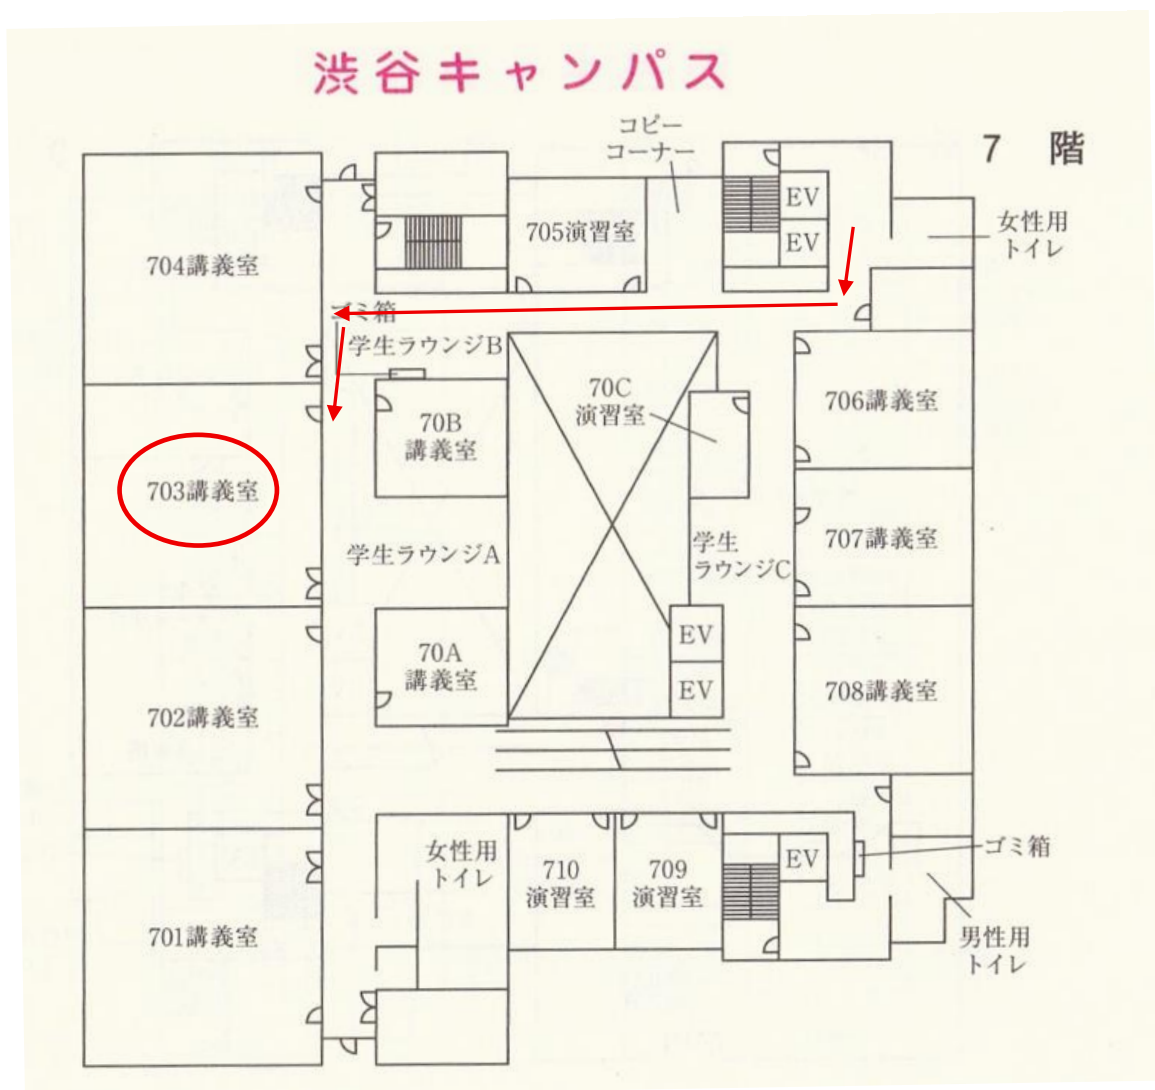 渋谷キャンパス
7 階
コピー
コーナー
EV
EV
女性用
トイレ
705演習室
704講義室
ゴミ箱
学生ラウンジB
70C
演習室
706講義室
70B
講義室
703講義室
707講義室
学生ラウンジA
学生
ラウンジC
EV
EV
70A
講義室
708講義室
702講義室
女性用
トイレ
710
演習室
709
演習室
EV
ゴミ箱
701講義室
男性用
トイレ